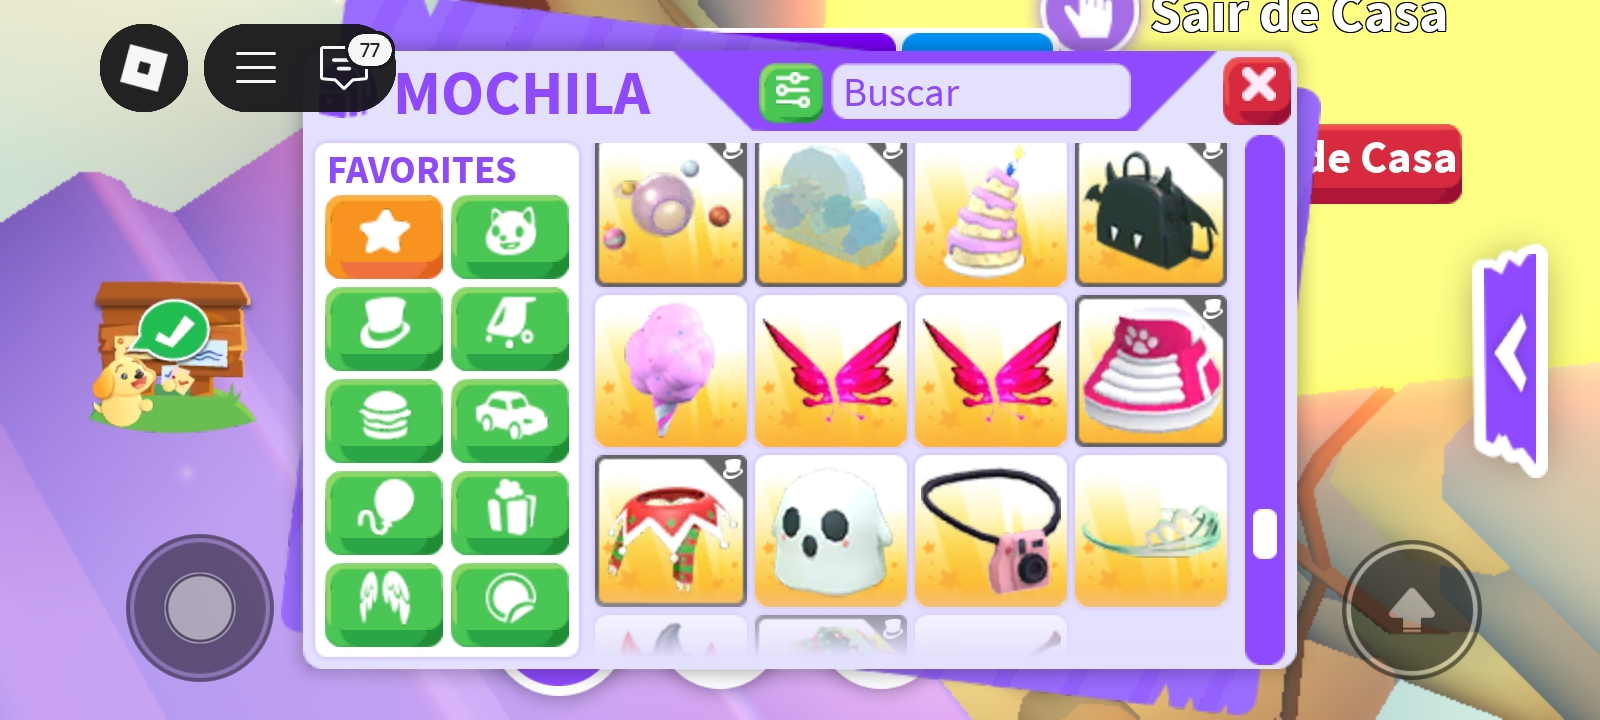 Sair de Casa
77
MOCHILA
Buscar
de Casa
FAVORITES